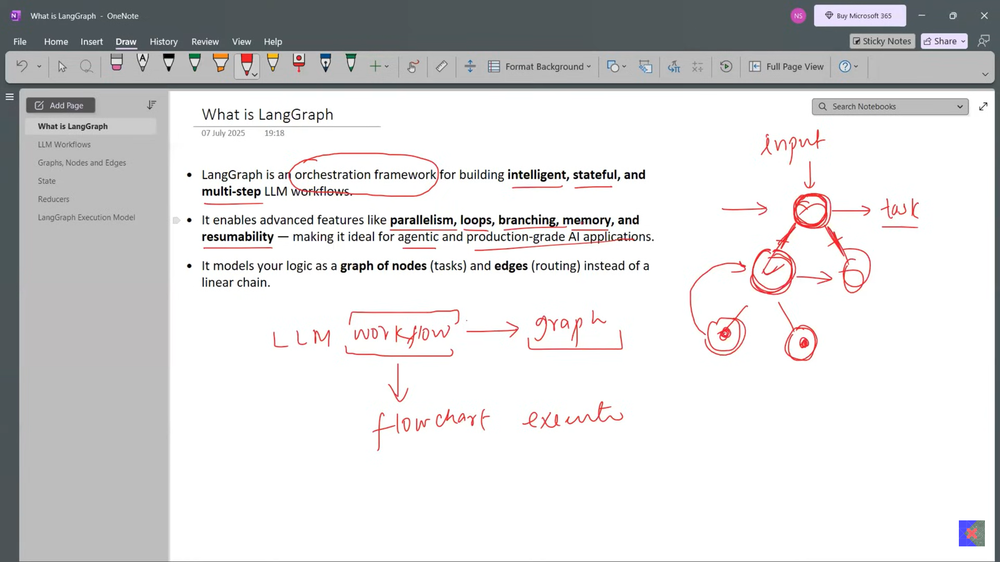 What is LangGraph - OneNote
NS
Buy Microsoft 365
File Home Insert Draw History Review View Help
Sticky Notes
Share
A
Format Background
Full Page View
Add Page
What is LangGraph
LLM Workflows
Graphs, Nodes and Edges
State
Reducers
LangGraph Execution Model
Search Notebooks
What is LangGraph
07 July 2025 19:18
• LangGraph is an orchestration framework for building intelligent, stateful, and
multi-step LLM workflows.
• It enables advanced features like parallelism, loops, branching, memory, and
resumability — making it ideal for agentic and production-grade AI applications.
• It models your logic as a graph of nodes (tasks) and edges (routing) instead of a
linear chain.
input
task
LLM workflow → graph
flowchart